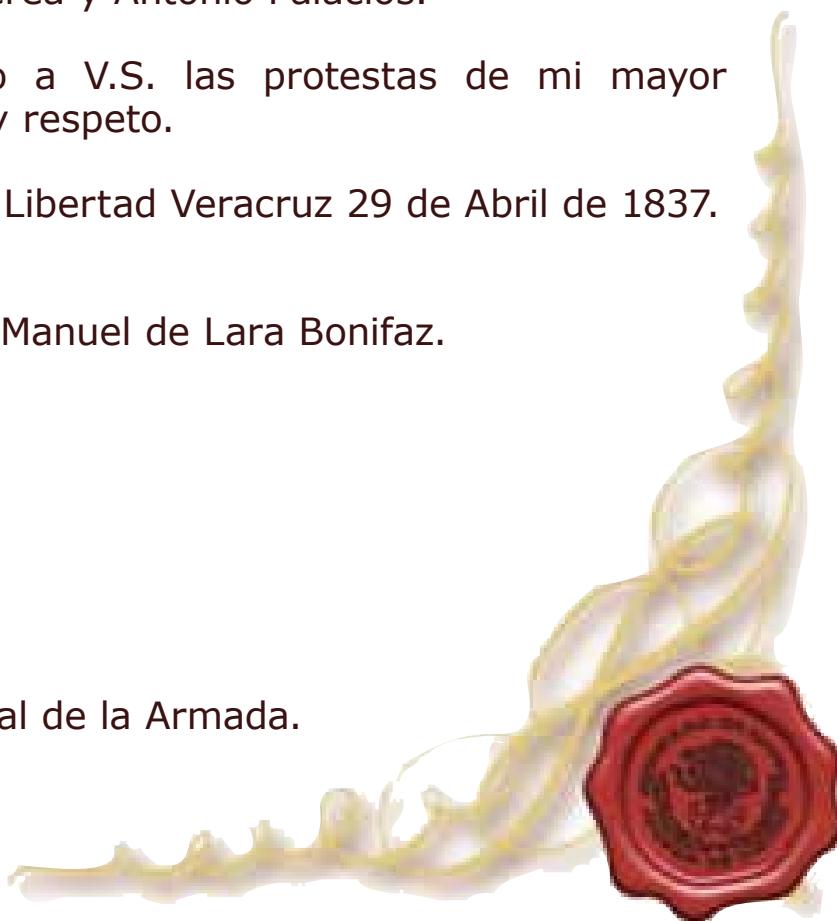 y Antonio Palacios.
a V.S. las protestas de mi mayor
y respeto.
Libertad Veracruz 29 de Abril de 1837.
Manuel de Lara Bonifaz.
de la Armada.